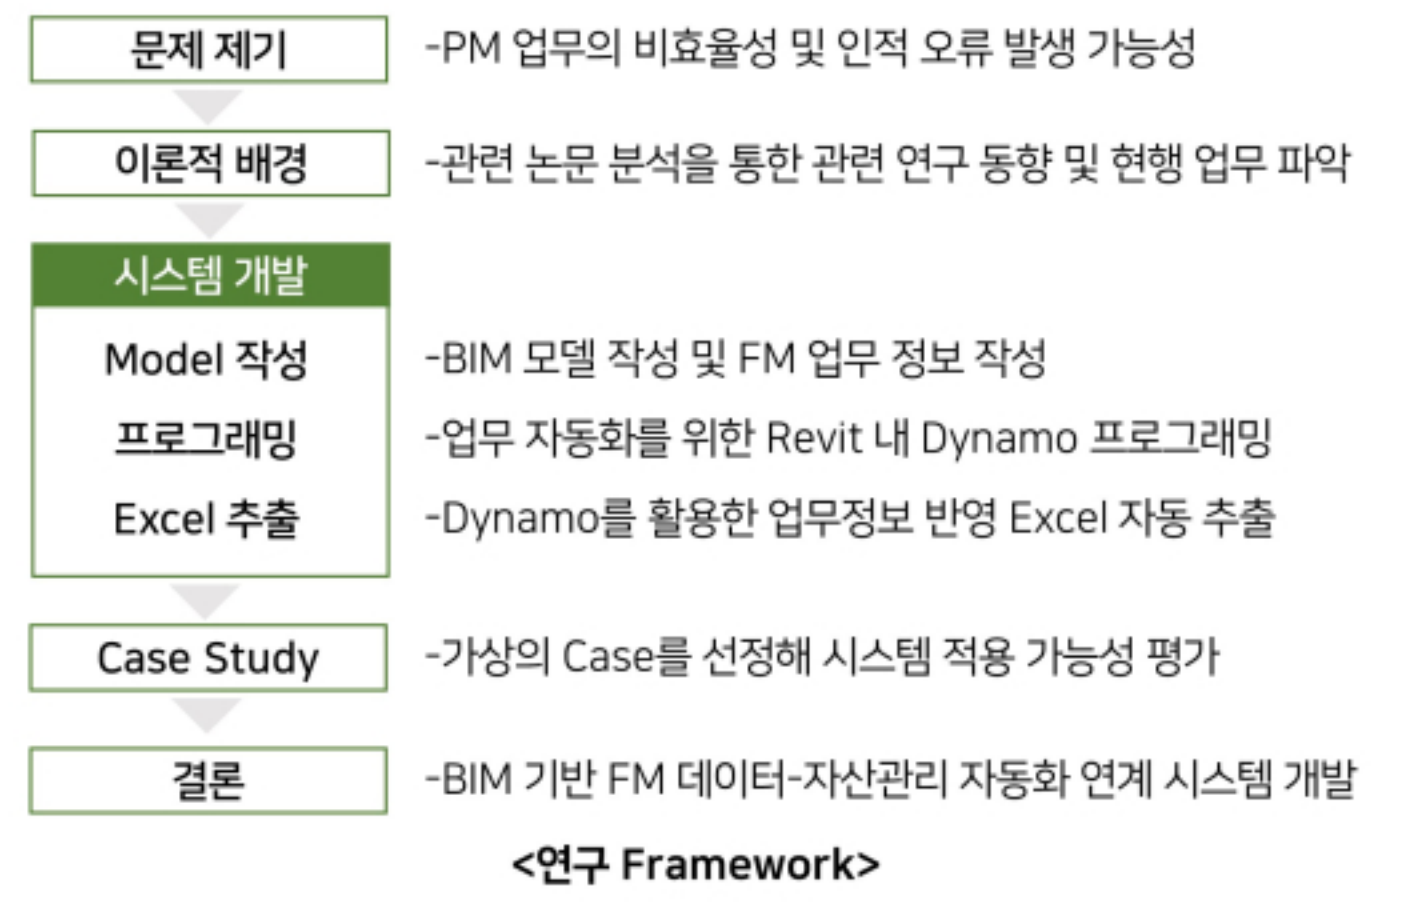 문제 제기
-PM 업무의 비효율성 및 인적 오류 발생 가능성
이론적 배경
-관련 논문 분석을 통한 관련 연구 동향 및 현행 업무 파악
시스템 개발
Model 작성
-BIM 모델 작성 및 FM 업무 정보 작성
프로그래밍
-업무 자동화를 위한 Revit 내 Dynamo 프로그래밍
Excel 추출
-Dynamo를 활용한 업무정보 반영 Excel 자동 추출
Case Study
-가상의 Case를 선정해 시스템 적용 가능성 평가
결론
-BIM 기반 FM 데이터-자산관리 자동화 연계 시스템 개발
<연구 Framework>